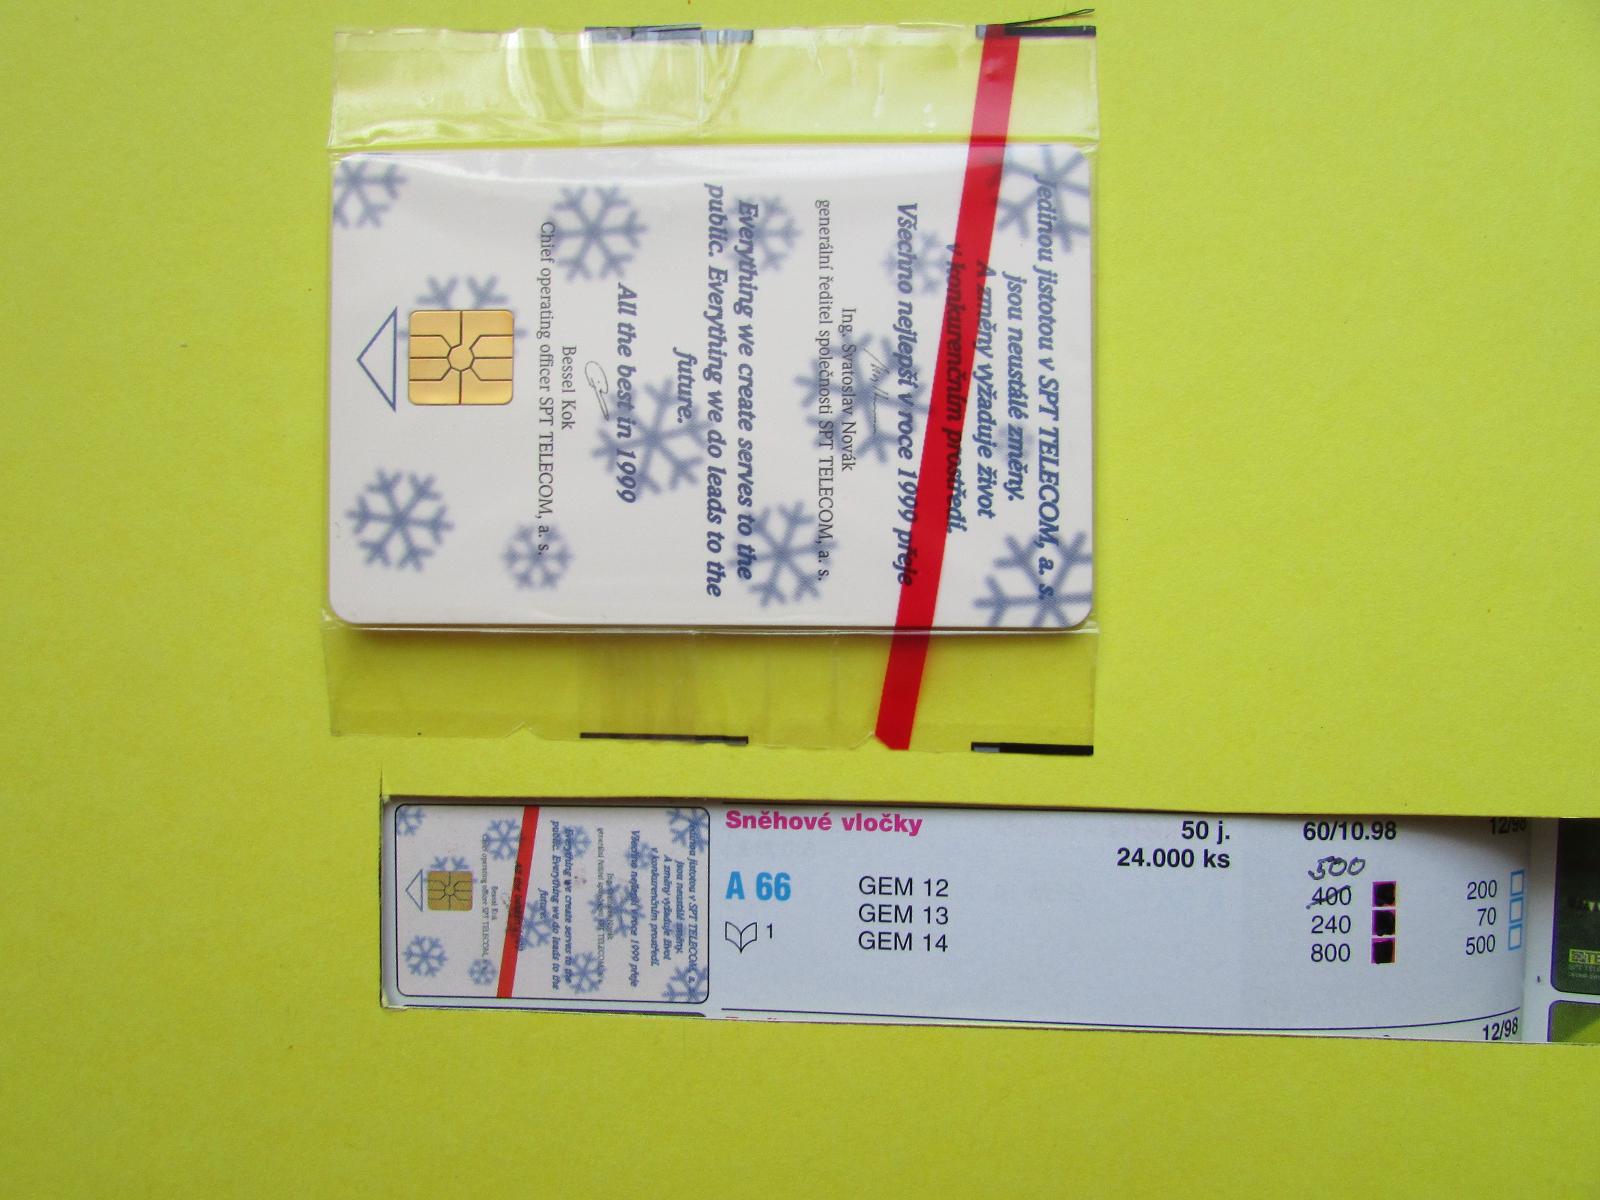 Jedinou jistotou v SPT TELECOM, a. s.
jsou neustálé změny.
A změny vyžaduje život
v konkurenčním prostředí.
Všechno nejlepší v roce 1999 přeje
Ing. Svatoslav Novák
generální ředitel společnosti SPT TELECOM, a. s.
Everything we create serves to the
public. Everything we do leads to the
future.
All the best in 1999
Bessel Kok
Chief operating officer SPT TELECOM, a. s.
Sněhové vločky 50 j. 60/10.98 12/98
24.000 ks
500
A 66 GEM 12 400 200
1 GEM 13 240 70
GEM 14 800 500
12/98